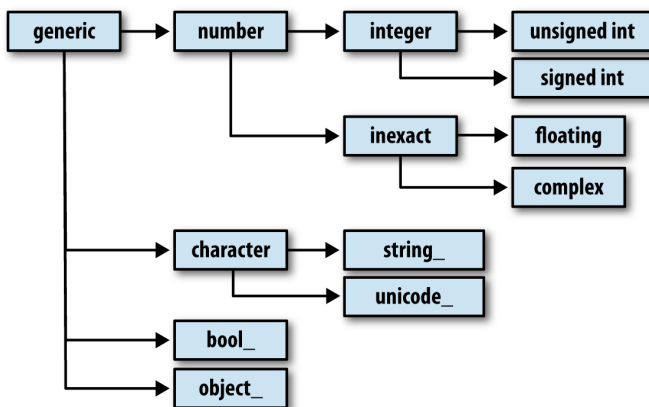 generic
number
integer
unsigned int
signed int
inexact
floating
complex
character
string_
unicode_
bool_
object_